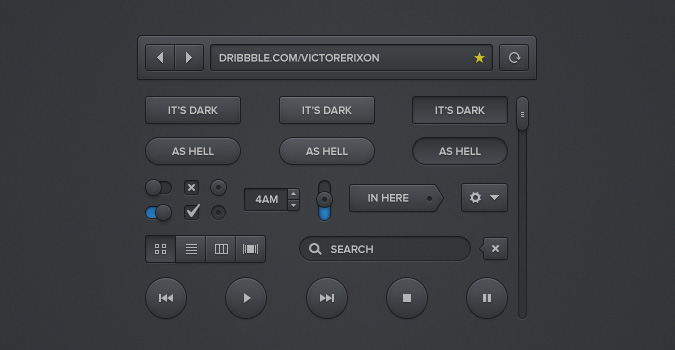 DRIBBBLE.COM/VICTORERIXON
IT'S DARK IT'S DARK IT'S DARK
AS HELL AS HELL AS HELL
4AM IN HERE
SEARCH